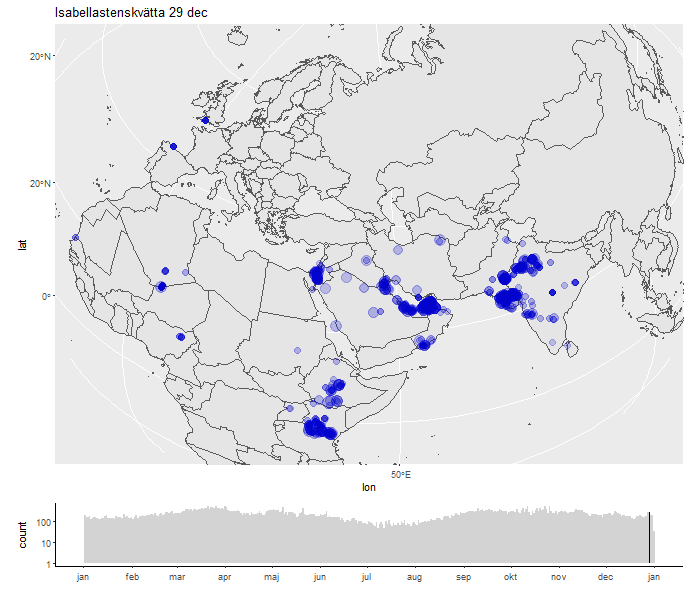 Isabellastenskvätta 29 dec
20°N
20°N
0°
lat
50°E
lon
count
100
10
1
jan feb mar apr maj jun jul aug sep okt nov dec jan